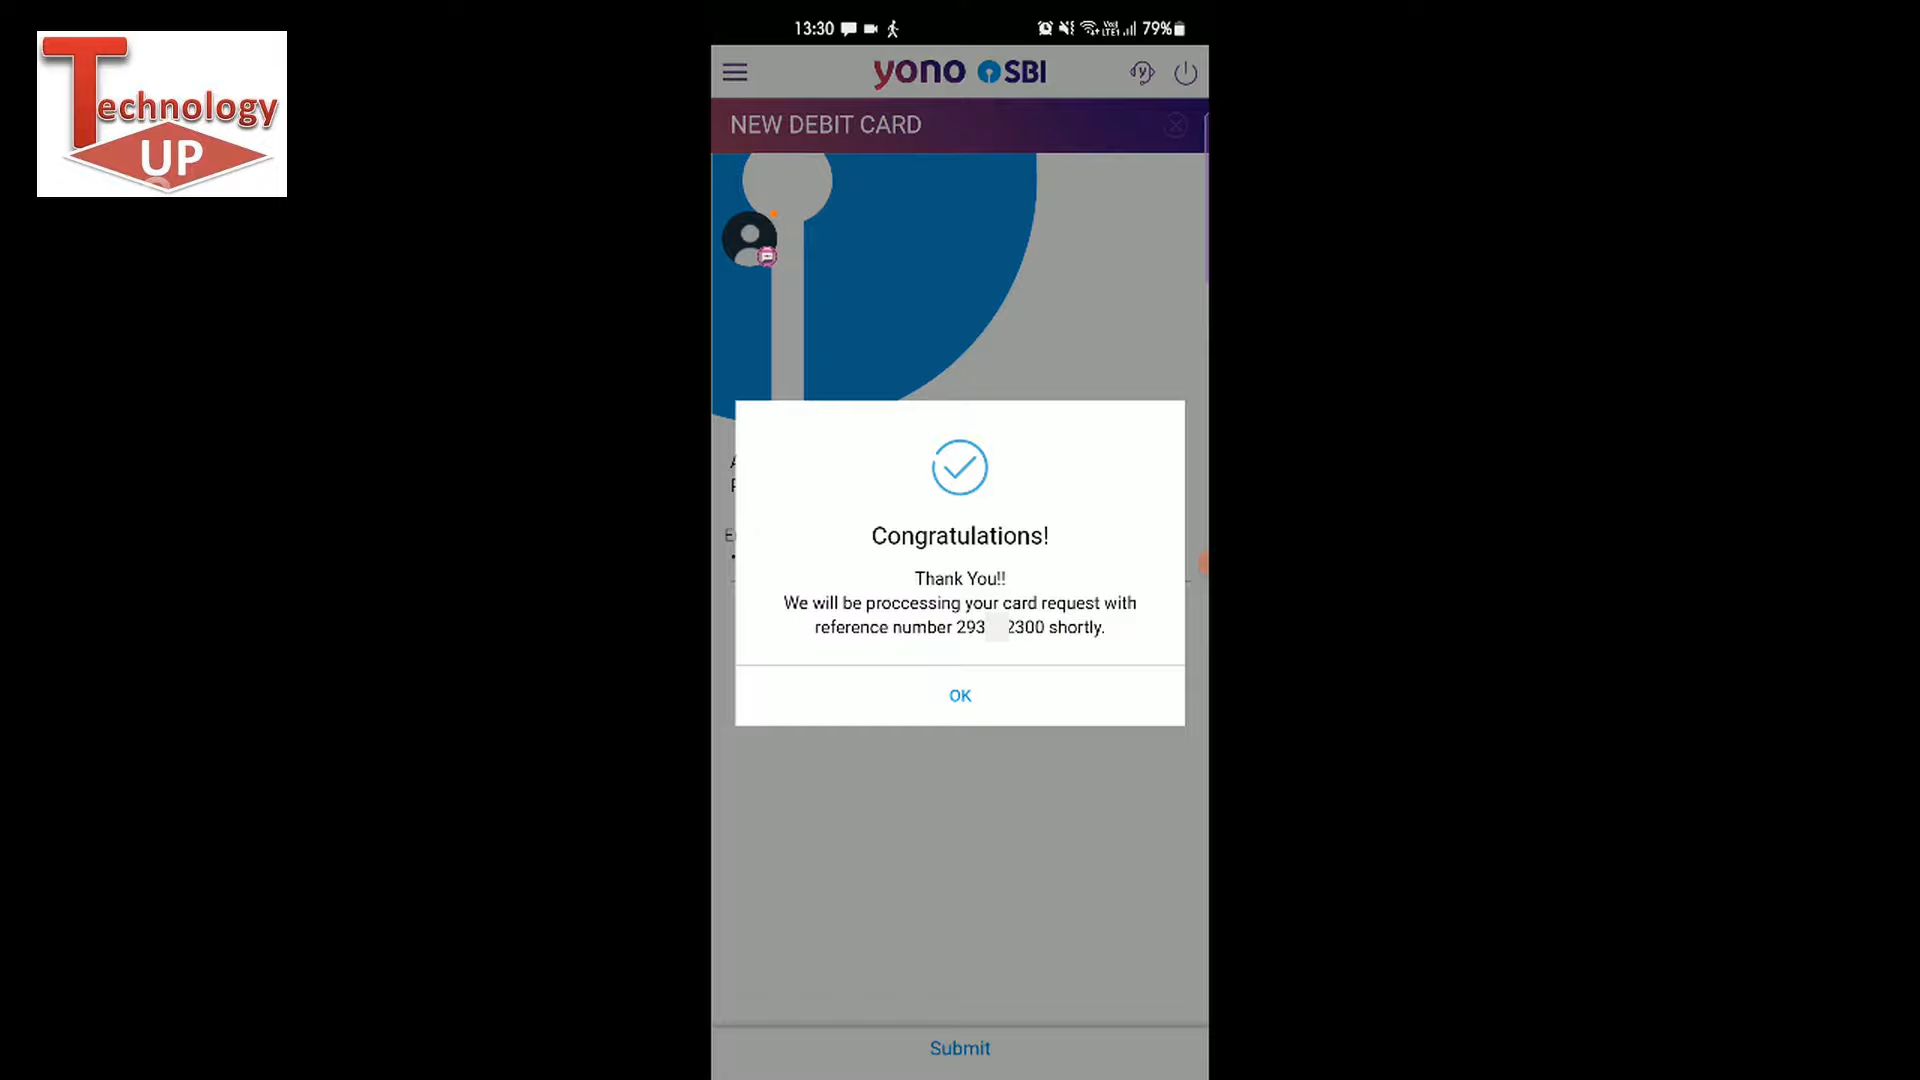 Technology
UP
13:30
79%
yono SBI
NEW DEBIT CARD
Congratulations!
Thank You!!
We will be proccessing your card request with
reference number 293 2300 shortly.
OK
Submit